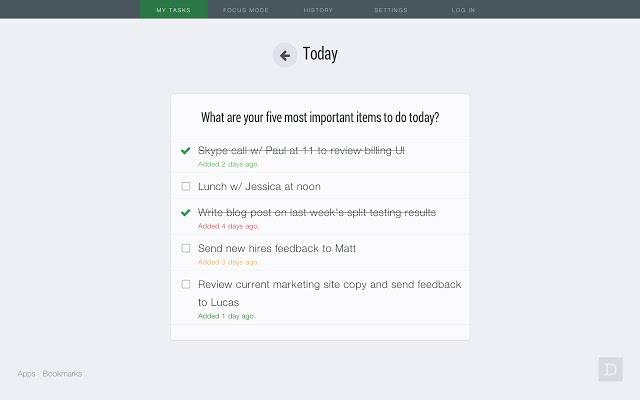 MY TASKS
FOCUS MODE
HISTORY
SETTINGS
LOG IN
Today
What are your five most important items to do today?
Skype call w/ Paul at 11 to review billing UI
Added 2 days ago.
Lunch w/ Jessica at noon
Write blog post on last week's split testing results
Added 4 days ago.
Send new hires feedback to Matt
Added 3 days ago.
Review current marketing site copy and send feedback
to Lucas
Added 1 day ago.
Apps
Bookmarks
D